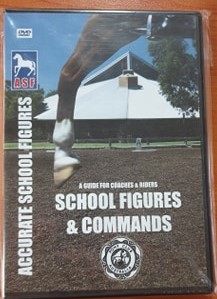 DVD
ASF
ACCURATE SCHOOL FIGURES
A GUIDE FOR COACHES & RIDERS
SCHOOL FIGURES
& COMMANDS